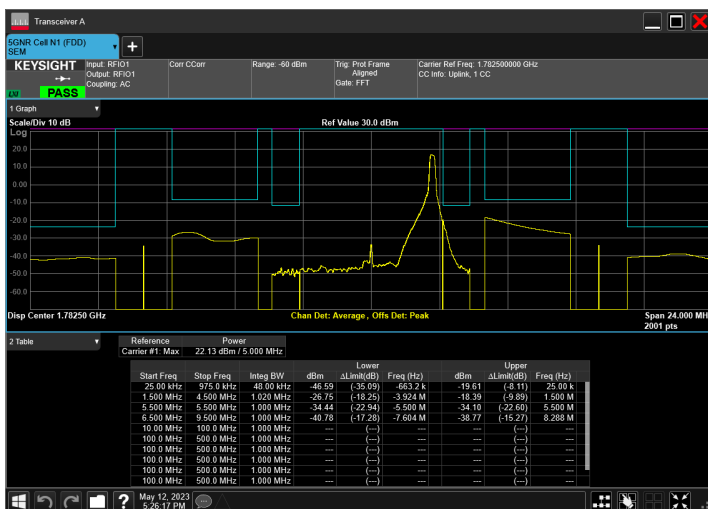 Transceiver A
5GNR Cell N1 (FDD)
SEM
KEYSIGHT
PASS
Input: RFIO1
Output: RFIO1
Coupling: AC
Corr CCorr
Range: -60 dBm
Trig: Prot Frame
Aligned
Gate: FFT
Carrier Ref Freq: 1.782500000 GHz
CC Info: Uplink, 1 CC
1 Graph
Scale/Div 10 dB
Ref Value 30.0 dBm
Log
20.0
10.0
0.00
-10.0
-20.0
-30.0
-40.0
-50.0
-60.0
Disp Center 1.78250 GHz
Chan Det: Average, Offs Det: Peak
Span 24.000 MH
2001 pts
2 Table
Reference Power
Carrier #1: Max 22.13 dBm / 5.000 MHz
Lower Upper
Start Freq Stop Freq Integ BW dBm ΔLimit(dB) Freq (Hz) dBm ΔLimit(dB) Freq (Hz)
25.00 kHz 975.0 kHz 48.00 kHz -46.59 (-35.09) -663.2 k -19.61 (-8.11) 25.00 k
1.500 MHz 4.500 MHz 1.020 MHz -26.75 (-18.25) -3.924 M -18.39 (-9.89) 1.500 M
5.500 MHz 5.500 MHz 1.000 MHz -34.44 (-22.94) -5.500 M -34.10 (-22.60) 5.500 M
6.500 MHz 9.500 MHz 1.000 MHz -40.78 (-17.28) -7.604 M -38.77 (-15.27) 8.288 M
10.00 MHz 100.0 MHz 1.000 MHz --- (---) --- --- (---) ---
100.0 MHz 500.0 MHz 1.000 MHz --- (---) --- --- (---) ---
100.0 MHz 500.0 MHz 1.000 MHz --- (---) --- --- (---) ---
100.0 MHz 500.0 MHz 1.000 MHz --- (---) --- --- (---) ---
100.0 MHz 500.0 MHz 1.000 MHz --- (---) --- --- (---) ---
100.0 MHz 500.0 MHz 1.000 MHz --- (---) --- --- (---) ---
May 12, 2023
5:26:17 PM